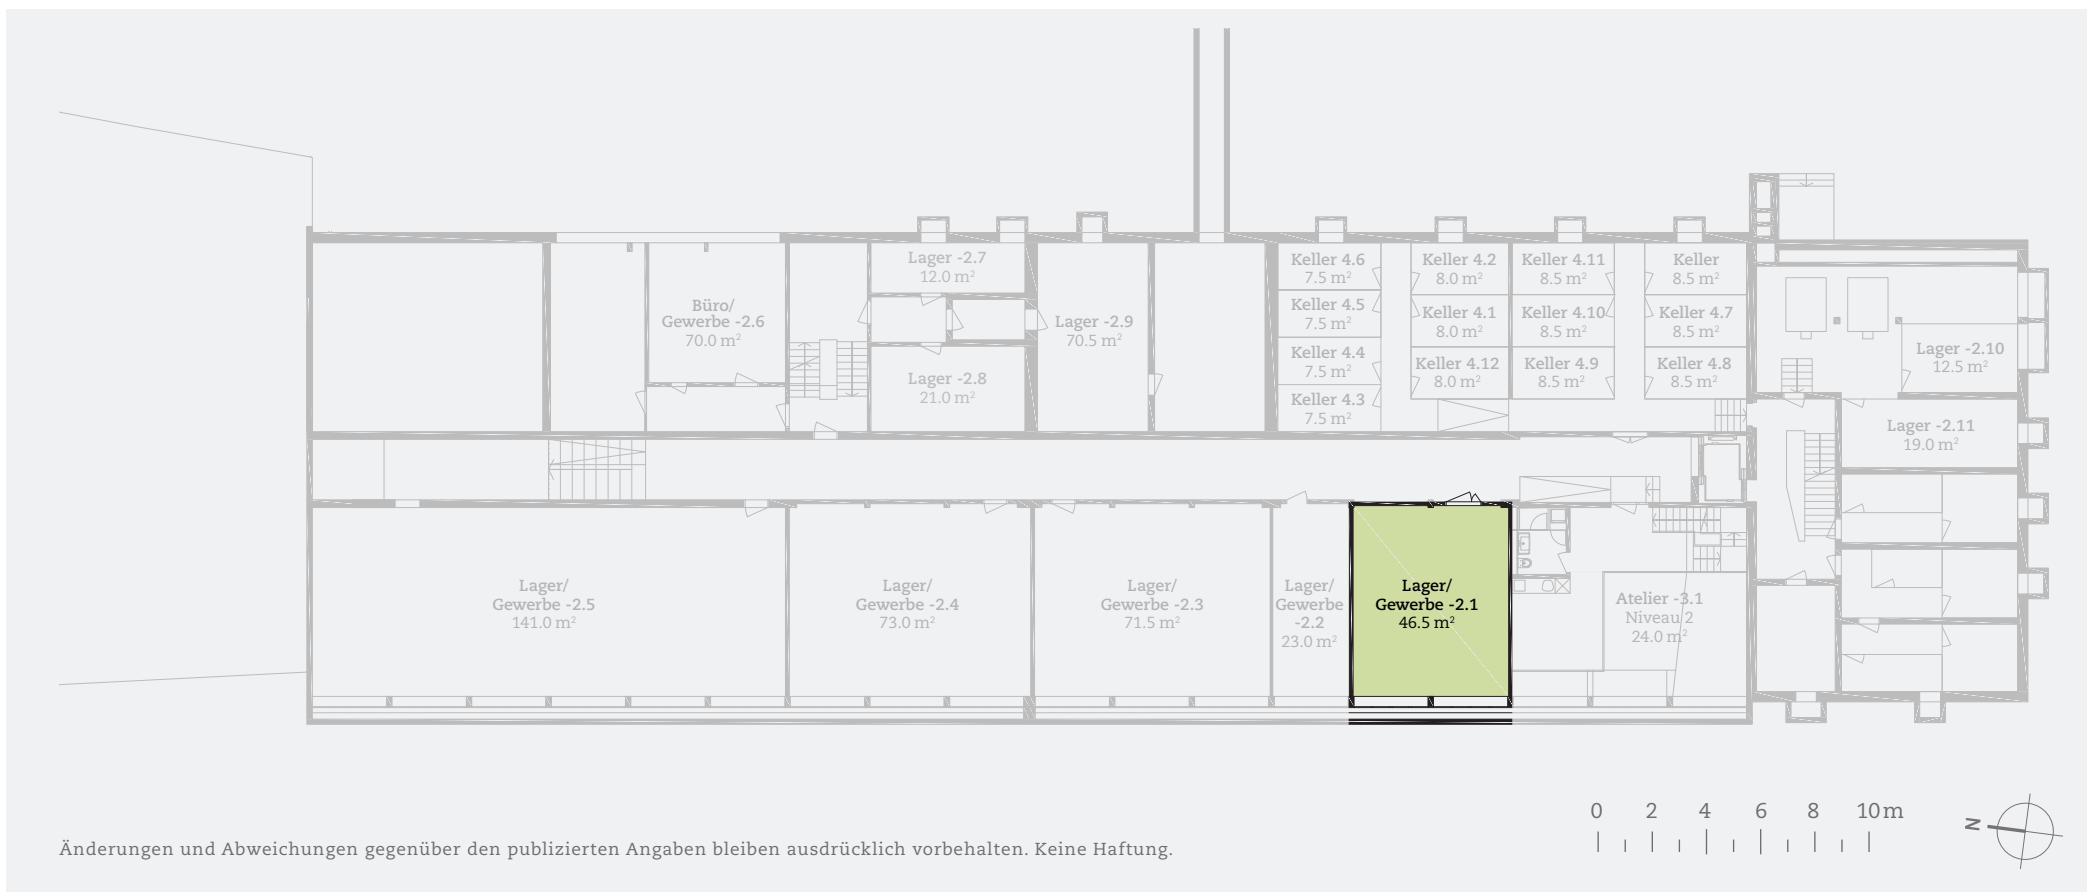 Lager -2.7
12.0 m²
Büro/
Gewerbe -2.6
70.0 m²
Lager -2.8
21.0 m²
Lager -2.9
70.5 m²
Keller 4.6
7.5 m²
Keller 4.5
7.5 m²
Keller 4.4
7.5 m²
Keller 4.3
7.5 m²
Keller 4.2
8.0 m²
Keller 4.1
8.0 m²
Keller 4.12
8.0 m²
Keller 4.11
8.5 m²
Keller 4.10
8.5 m²
Keller 4.9
8.5 m²
Keller
8.5 m²
Keller 4.7
8.5 m²
Keller 4.8
8.5 m²
Lager -2.10
12.5 m²
Lager -2.11
19.0 m²
Lager/
Gewerbe -2.5
141.0 m²
Lager/
Gewerbe -2.4
73.0 m²
Lager/
Gewerbe -2.3
71.5 m²
Lager/
Gewerbe
-2.2
23.0 m²
Lager/
Gewerbe -2.1
46.5 m²
Atelier -3.1
Niveau 2
24.0 m²
0 2 4 6 8 10 m
N
Änderungen und Abweichungen gegenüber den publizierten Angaben bleiben ausdrücklich vorbehalten. Keine Haftung.